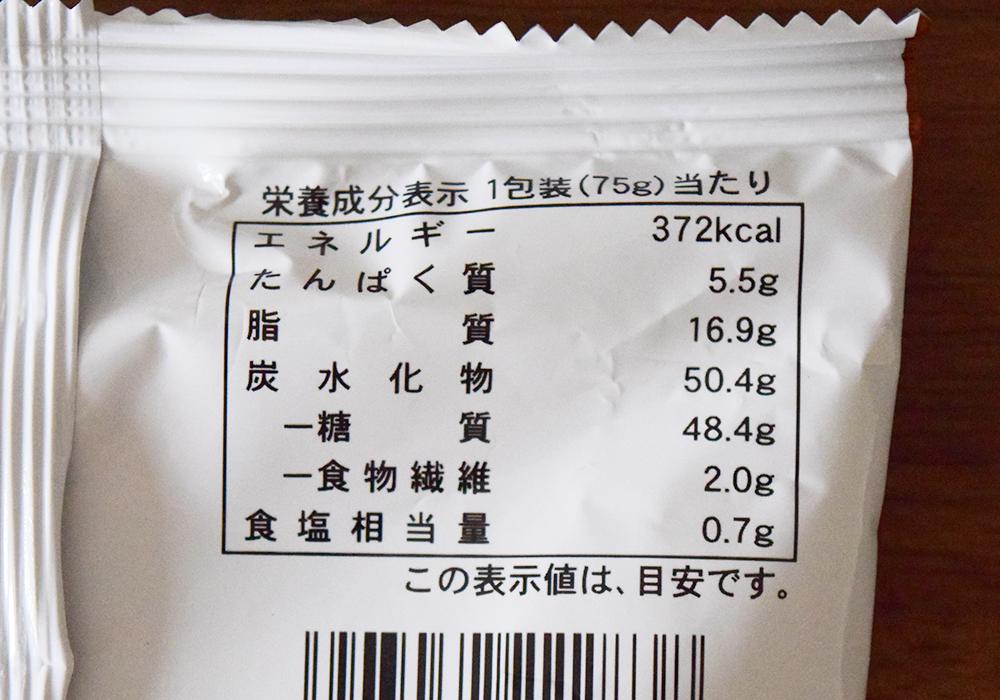 栄養成分表示 1包装(75g)当たり
エネルギー 372kcal
たんぱく質 5.5g
脂質 16.9g
炭水化物 50.4g
ー糖質 48.4g
ー食物繊維 2.0g
食塩相当量 0.7g
この表示値は、目安です。